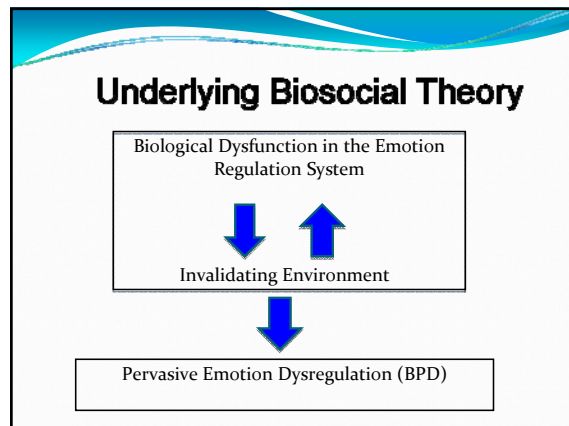 Underlying Biosocial Theory
Biological Dysfunction in the Emotion
Regulation System
Invalidating Environment
Pervasive Emotion Dysregulation (BPD)